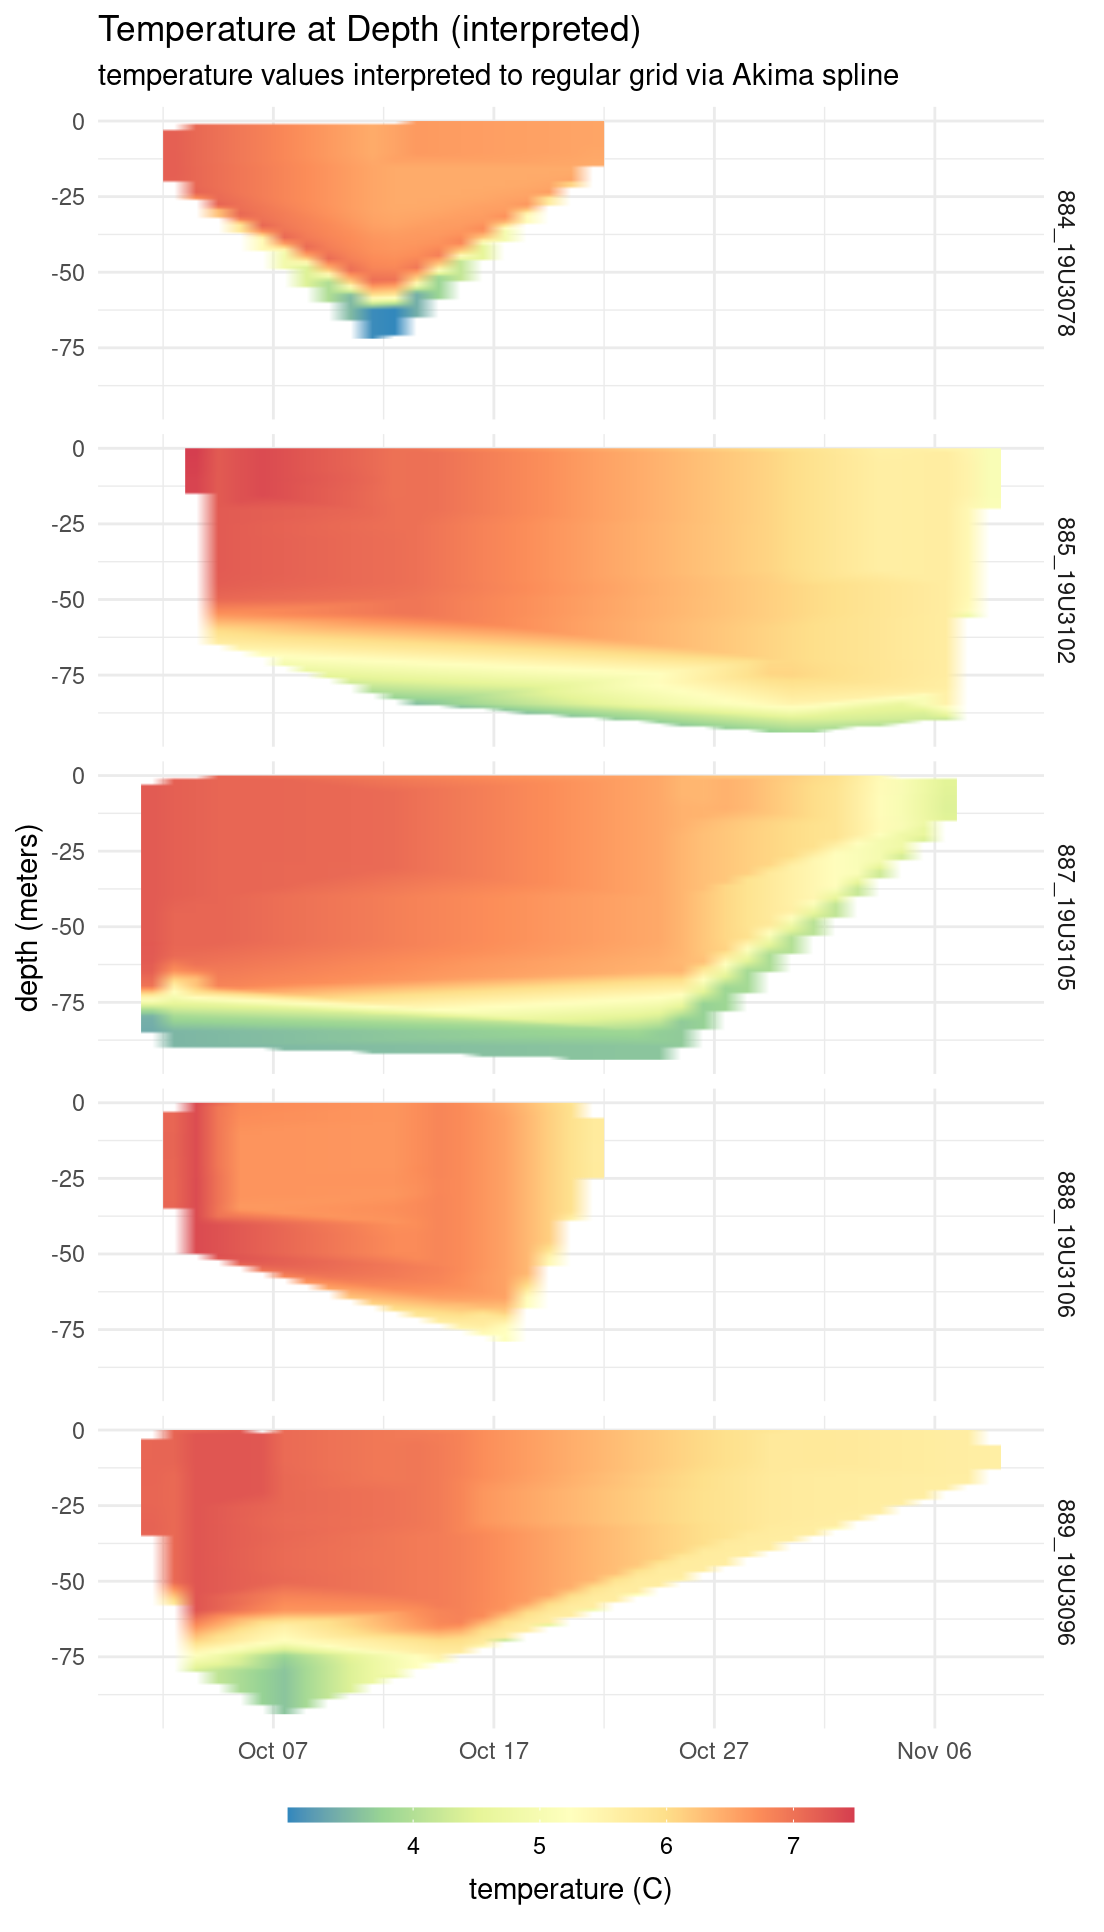 Temperature at Depth (interpreted)
temperature values interpreted to regular grid via Akima spline
0
-25
-50
-75
884_19U3078
0
-25
-50
-75
885_19U3102
0
-25
-50
-75
887_19U3105
depth (meters)
0
-25
-50
-75
888_19U3106
0
-25
-50
-75
889_19U3096
Oct 07 Oct 17 Oct 27 Nov 06
4 5 6 7
temperature (C)